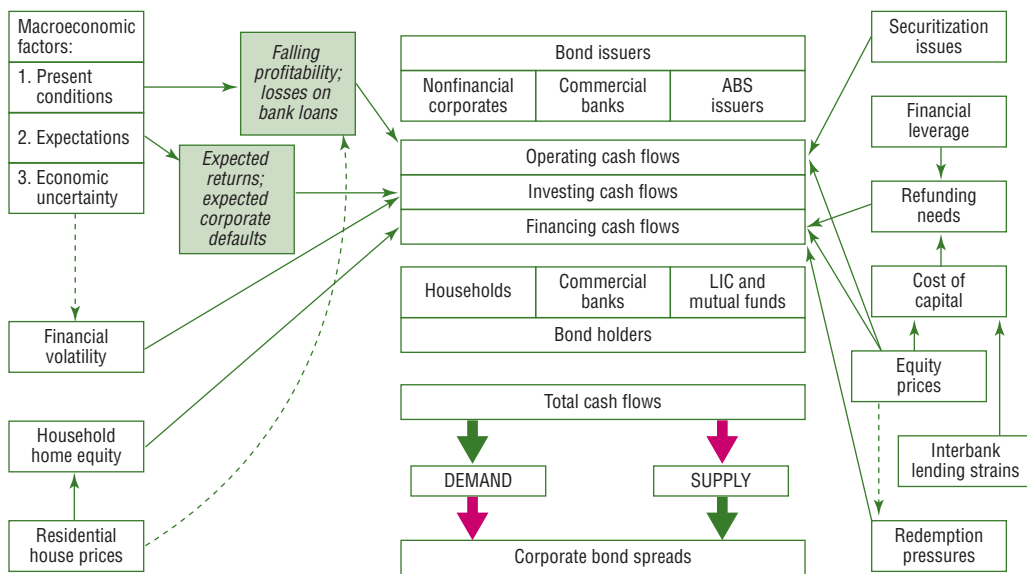 Macroeconomic
factors:
1. Present
conditions
2. Expectations
3. Economic
uncertainty
Falling
profitability;
losses on
bank loans
Expected
returns;
expected
corporate
defaults
Financial
volatility
Household
home equity
Residential
house prices
Bond issuers
Nonfinancial
corporates
Commercial
banks
ABS
issuers
Operating cash flows
Investing cash flows
Financing cash flows
Households
Commercial
banks
LIC and
mutual funds
Bond holders
Total cash flows
DEMAND
SUPPLY
Corporate bond spreads
Securitization
issues
Financial
leverage
Refunding
needs
Cost of
capital
Equity
prices
Interbank
lending strains
Redemption
pressures